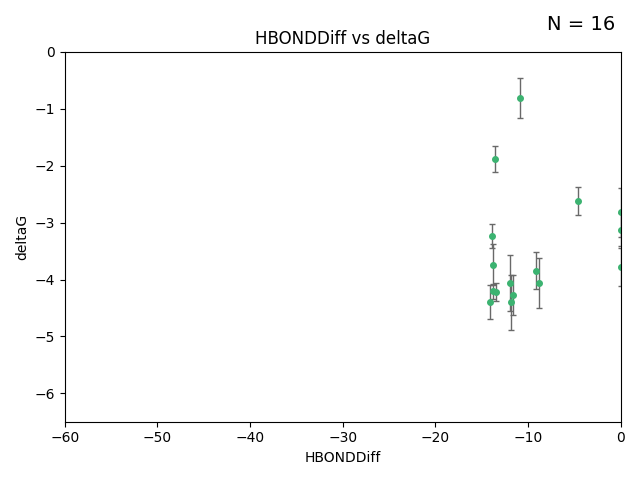 N = 16
HBONDDiff vs deltaG
0
−1
−2
−3
−4
−5
−6
deltaG
−60 −50 −40 −30 −20 −10 0
HBONDDiff